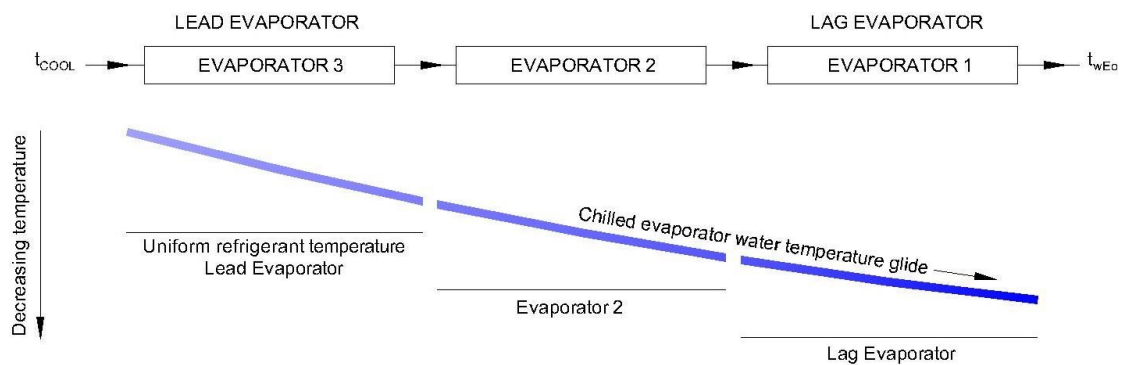 LEAD EVAPORATOR
LAG EVAPORATOR
tCOOL
EVAPORATOR 3
EVAPORATOR 2
EVAPORATOR 1
twEo
Decreasing temperature
Chilled evaporator water temperature glide
Uniform refrigerant temperature
Lead Evaporator
Evaporator 2
Lag Evaporator